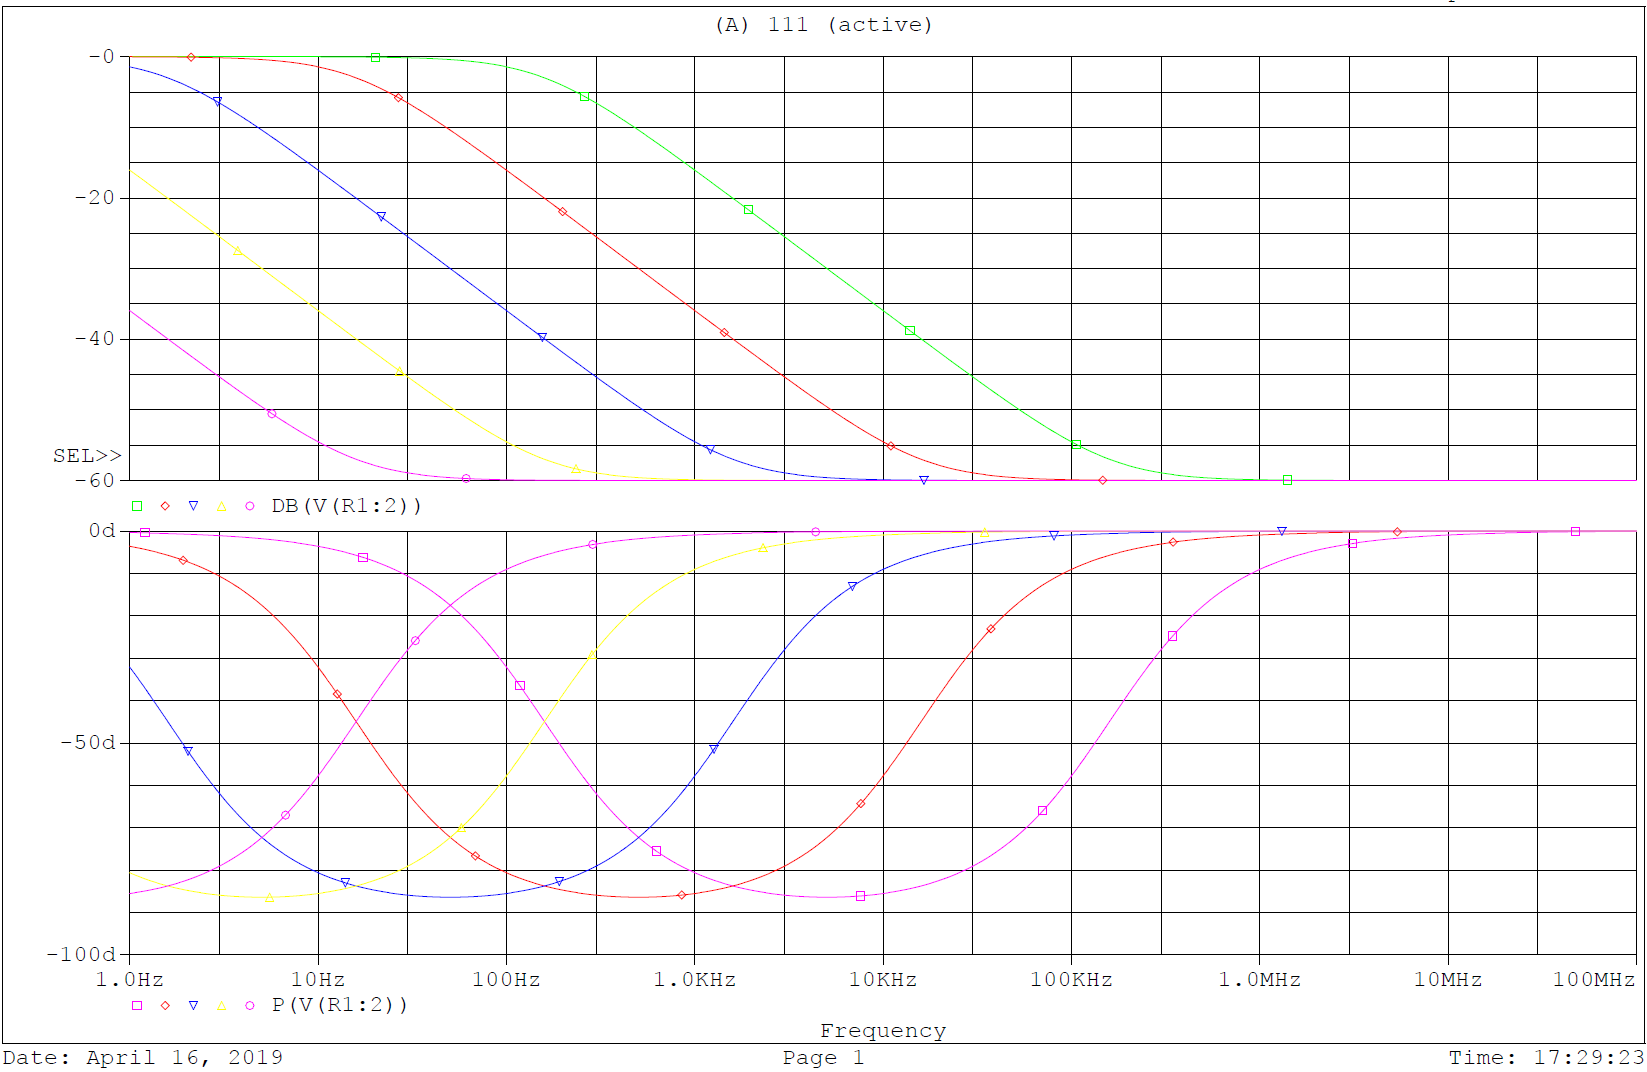 (A) 111 (active)
-0
-20
-40
SEL>>
-60
DB(V(R1:2))
0d
-50d
-100d
1.0Hz 10Hz 100Hz 1.0KHz 10KHz 100KHz 1.0MHz 10MHz 100MHz
P(V(R1:2))
Frequency
Date: April 16, 2019 Page 1 Time: 17:29:23